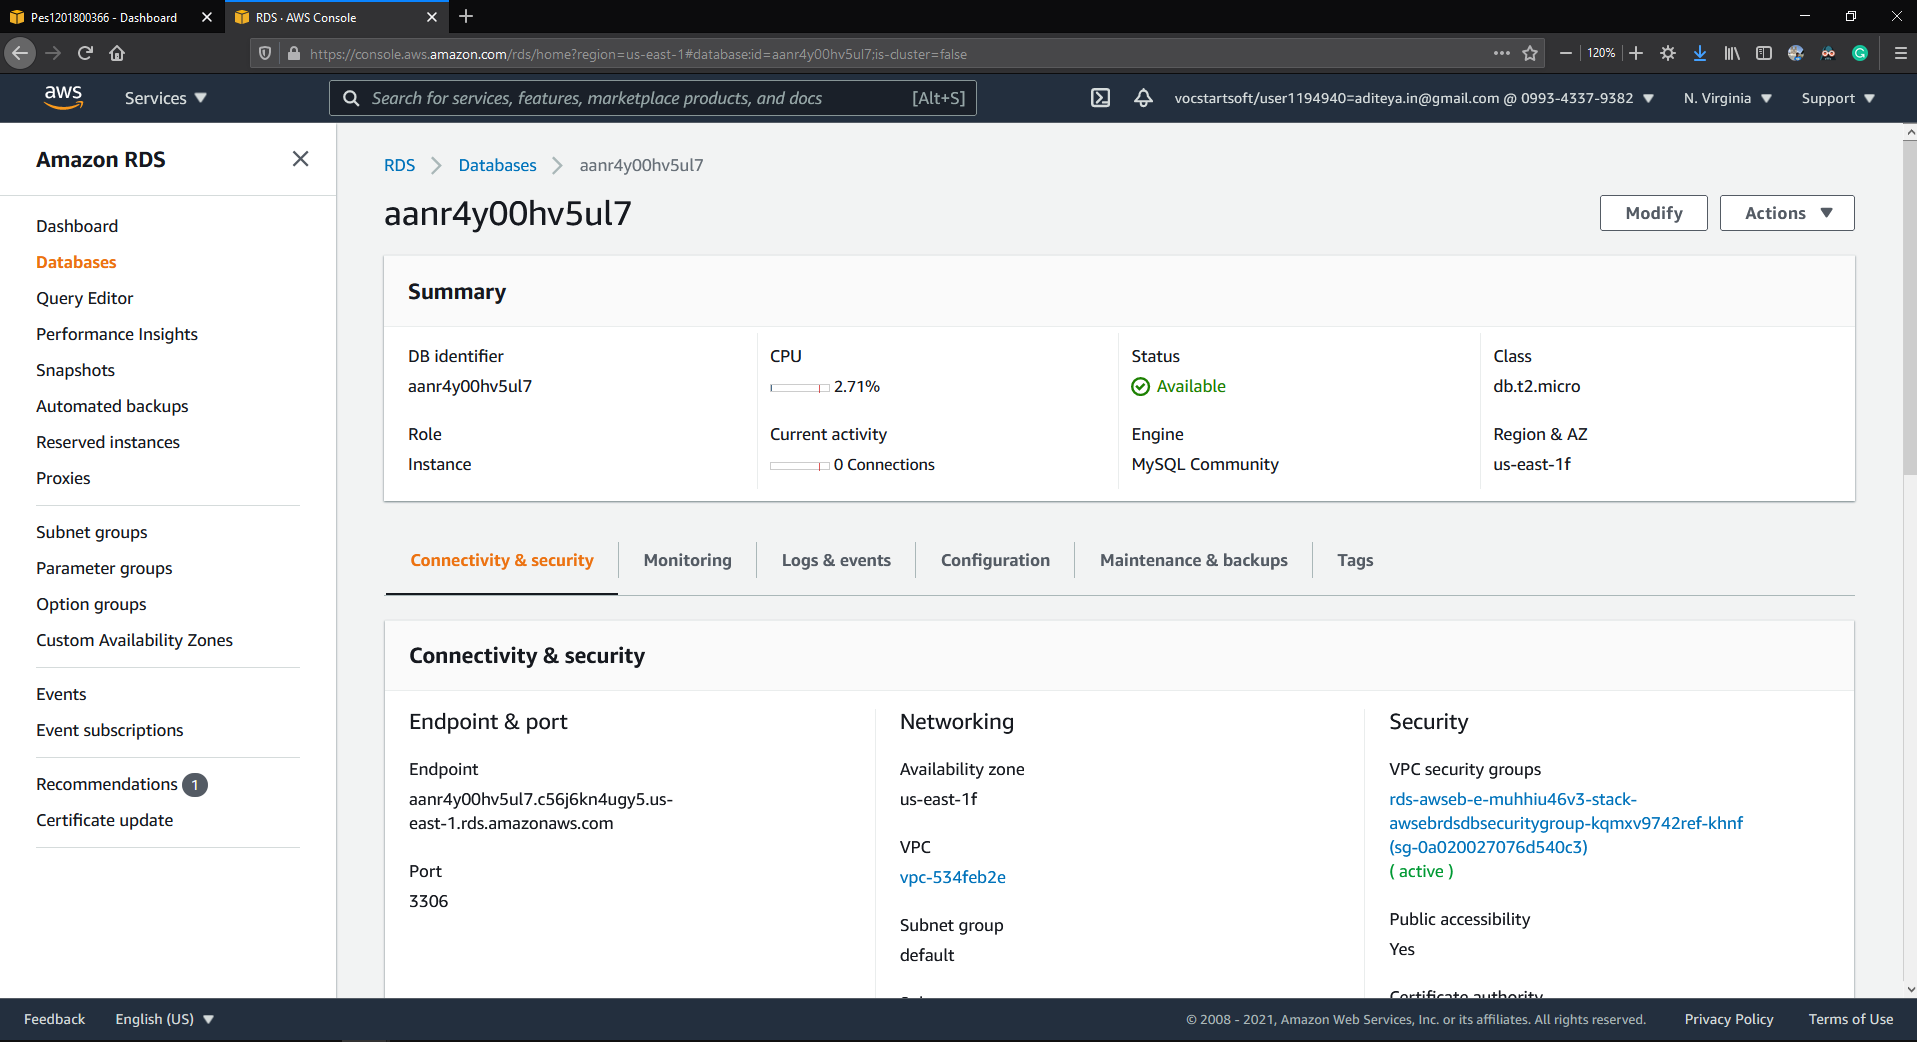 Pes1201800366 - Dashboard
RDS · AWS Console
https://console.aws.amazon.com/rds/home?region=us-east-1#database:id=aanr4y00hv5ul7;is-cluster=false
120%
aws
Services
Search for services, features, marketplace products, and docs [Alt+S]
vocstartsoft/user1194940=aditeya.in@gmail.com @ 0993-4337-9382
N. Virginia
Support
Amazon RDS
Dashboard
Databases
Query Editor
Performance Insights
Snapshots
Automated backups
Reserved instances
Proxies
Subnet groups
Parameter groups
Option groups
Custom Availability Zones
Events
Event subscriptions
Recommendations 1
Certificate update
RDS
Databases
aanr4y00hv5ul7
aanr4y00hv5ul7
Modify
Actions
Summary
DB identifier
aanr4y00hv5ul7
CPU
2.71%
Status
Available
Class
db.t2.micro
Role
Instance
Current activity
0 Connections
Engine
MySQL Community
Region & AZ
us-east-1f
Connectivity & security
Monitoring
Logs & events
Configuration
Maintenance & backups
Tags
Connectivity & security
Endpoint & port
Endpoint
aanr4y00hv5ul7.c56j6kn4ugy5.us-
east-1.rds.amazonaws.com
Port
3306
Networking
Availability zone
us-east-1f
VPC
vpc-534feb2e
Subnet group
default
Security
VPC security groups
rds-awseb-e-muhhiu46v3-stack-
awsebrdsdbsecuritygroup-kqmxv9742ref-khnf
(sg-0a020027076d540c3)
( active )
Public accessibility
Yes
Certificate authority
Feedback
English (US)
© 2008 - 2021, Amazon Web Services, Inc. or its affiliates. All rights reserved.
Privacy Policy
Terms of Use